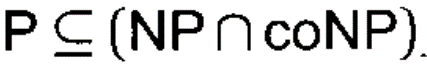 P ⊆ (NP ∩ coNP).